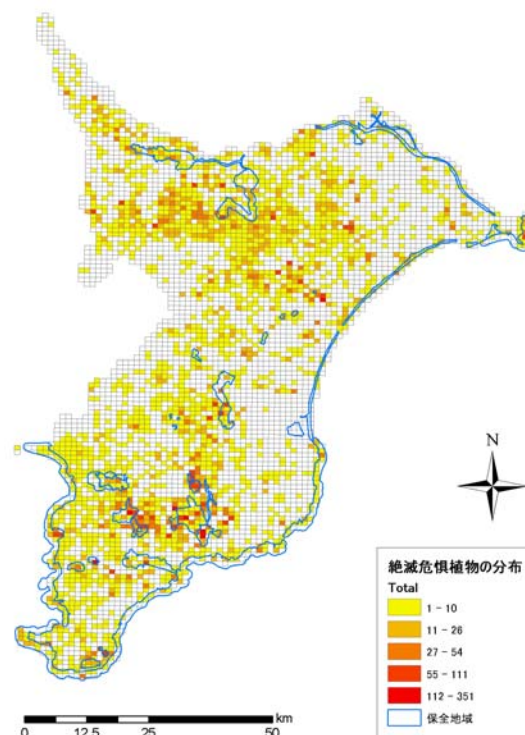 N
絶滅危惧植物の分布
Total
1 - 10
11 - 26
27 - 54
55 - 111
112 - 351
保全地域
km
0 12.5 25 50